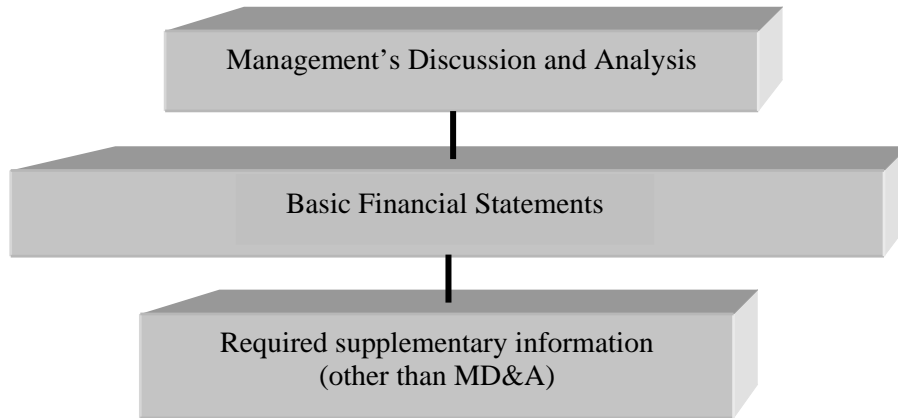 Management’s Discussion and Analysis
Basic Financial Statements
Required supplementary information
(other than MD&A)